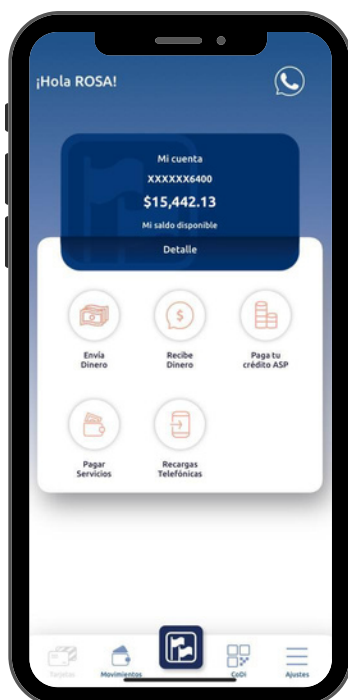 ¡Hola ROSA!
Mi cuenta
XXXXXX6400
$15,442.13
Mi saldo disponible
Detalle
Envía
Dinero
Recibe
Dinero
Paga tu
crédito ASP
Pagar
Servicios
Recargas
Telefónicas
Tarjetas
Movimientos
CoDi
Ajustes